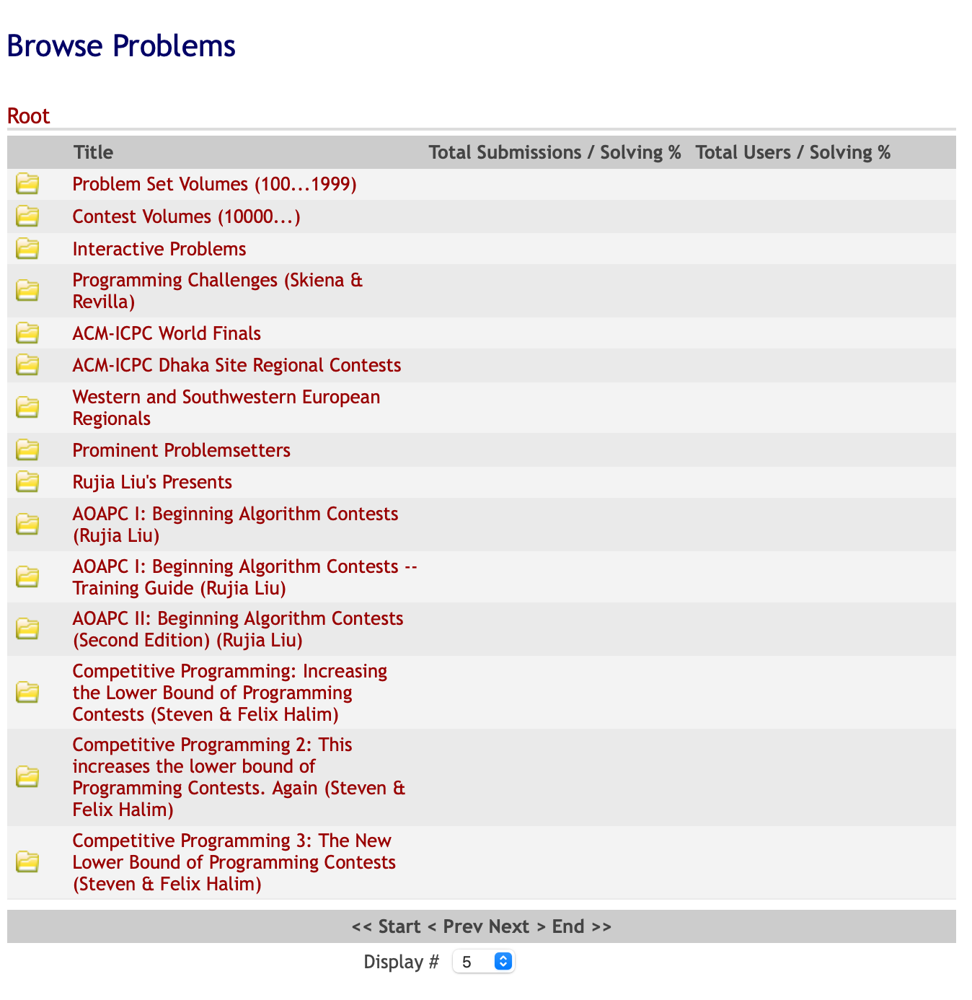 Browse Problems
Root
Title Total Submissions / Solving % Total Users / Solving %
Problem Set Volumes (100...1999)
Contest Volumes (10000...)
Interactive Problems
Programming Challenges (Skiena &
Revilla)
ACM-ICPC World Finals
ACM-ICPC Dhaka Site Regional Contests
Western and Southwestern European
Regionals
Prominent Problemsetters
Rujia Liu's Presents
AOAPC I: Beginning Algorithm Contests
(Rujia Liu)
AOAPC I: Beginning Algorithm Contests --
Training Guide (Rujia Liu)
AOAPC II: Beginning Algorithm Contests
(Second Edition) (Rujia Liu)
Competitive Programming: Increasing
the Lower Bound of Programming
Contests (Steven & Felix Halim)
Competitive Programming 2: This
increases the lower bound of
Programming Contests. Again (Steven &
Felix Halim)
Competitive Programming 3: The New
Lower Bound of Programming Contests
(Steven & Felix Halim)
<< Start < Prev Next > End >>
Display # 5